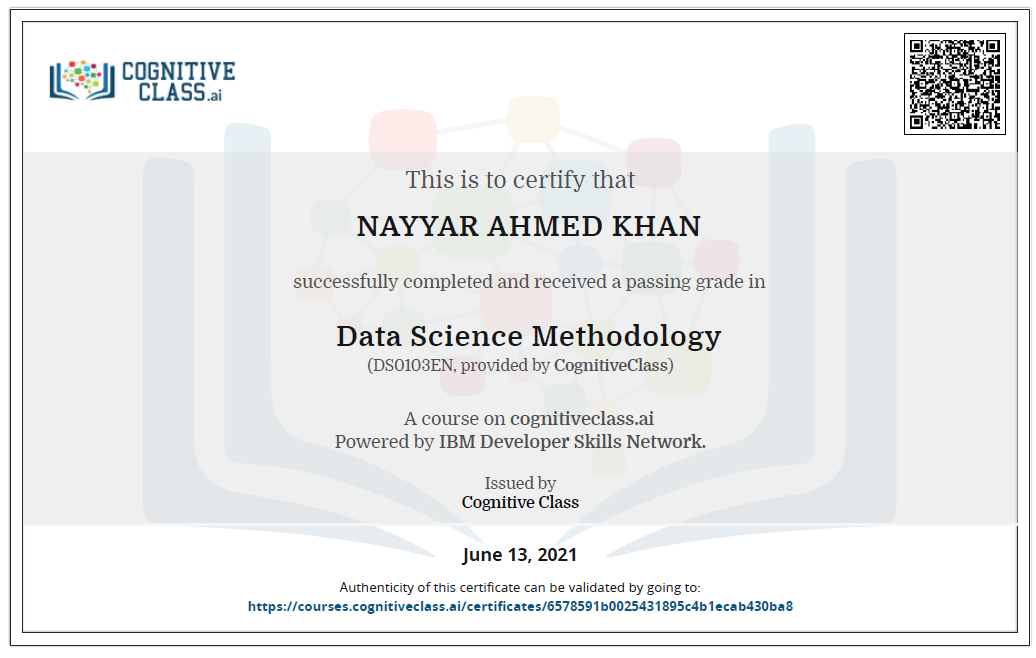 COGNITIVE
CLASS.ai
This is to certify that
NAYYAR AHMED KHAN
successfully completed and received a passing grade in
Data Science Methodology
(DS0103EN, provided by CognitiveClass)
A course on cognitiveclass.ai
Powered by IBM Developer Skills Network.
Issued by
Cognitive Class
June 13, 2021
Authenticity of this certificate can be validated by going to:
https://courses.cognitiveclass.ai/certificates/6578591b0025431895c4b1ecab430ba8